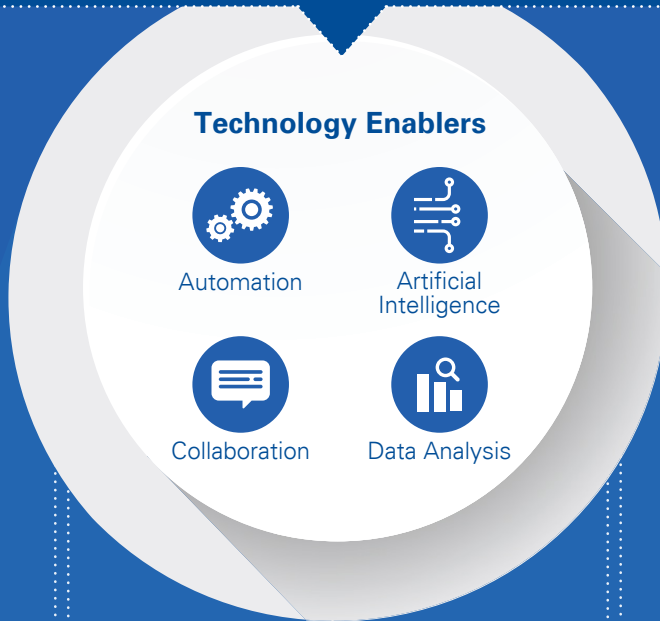 Technology Enablers
Automation
Artificial
Intelligence
Collaboration
Data Analysis